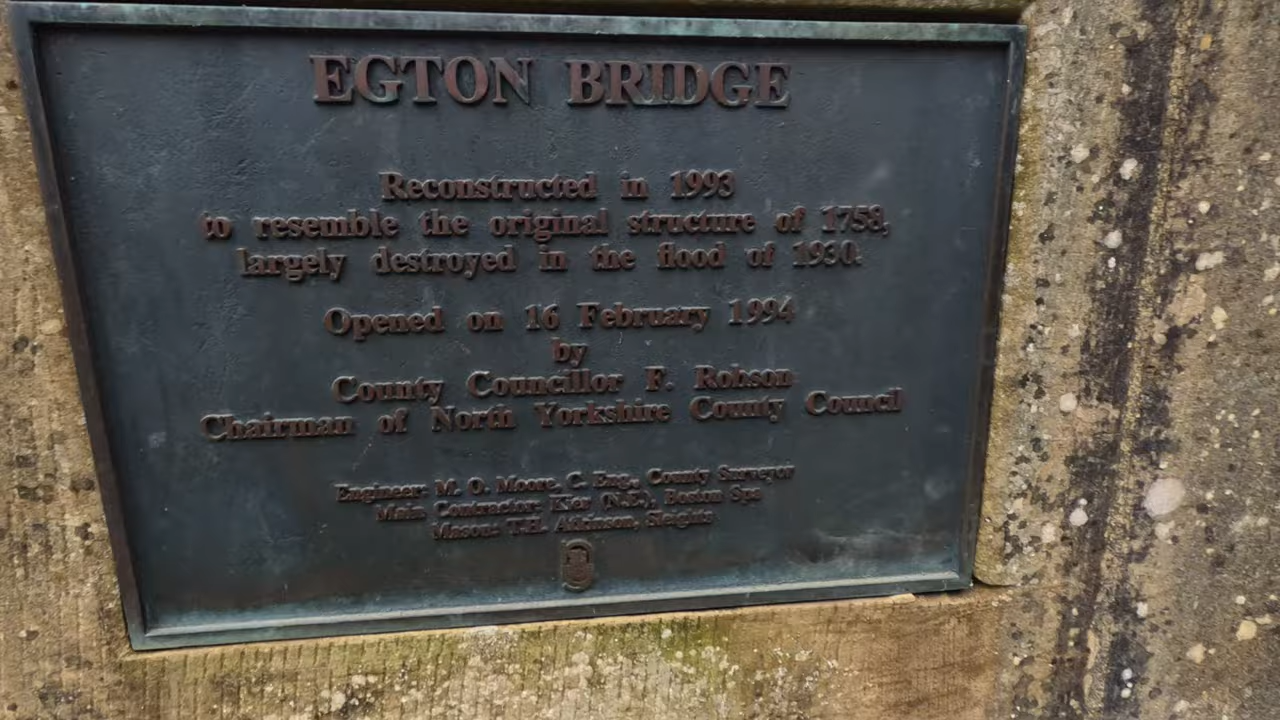 EGTON BRIDGE
Reconstructed in 1993
to resemble the original structure of 1758,
largely destroyed in the flood of 1930.
Opened on 16 February 1994
by
County Councillor F. Robson
Chairman of North Yorkshire County Council
Engineer: M. O. Moore, C. Eng., County Surveyor
Main Contractor: Kier (N.E.), Boston Spa
Mason: T.H. Atkinson, Sleights